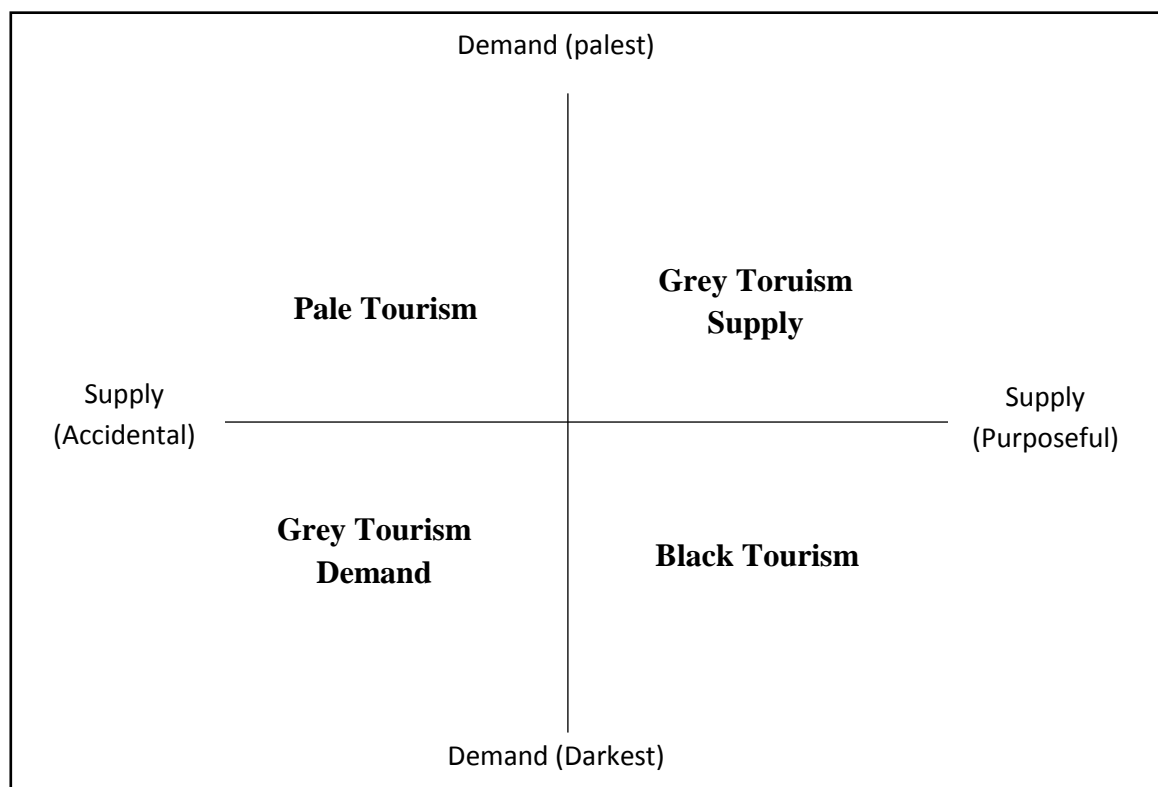 Demand (palest)
Grey Toruism
Supply
Pale Tourism
Supply
(Accidental)
Supply
(Purposeful)
Grey Tourism
Demand
Black Tourism
Demand (Darkest)